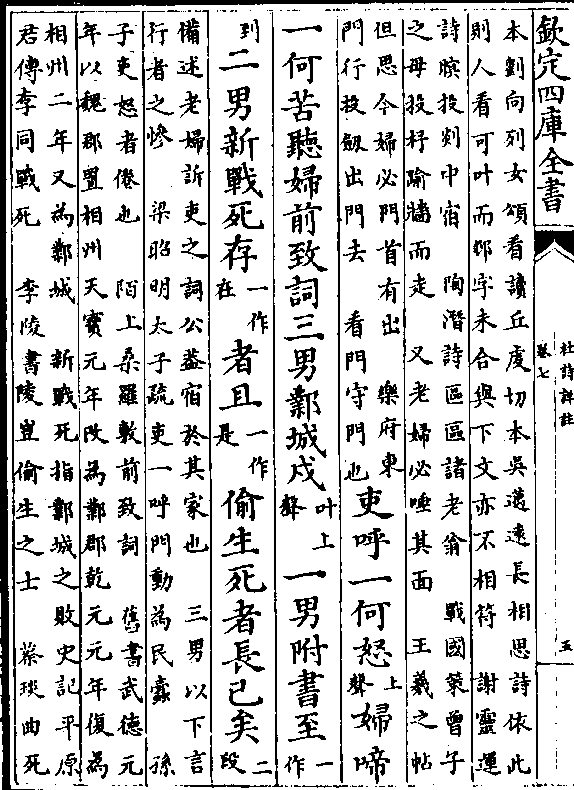 欽定四庫全書
杜詩詳註
卷七
五
本劉向列女頌看讀丘虔切本吳邁遠長相思詩依此
則人看可叶而郎字未合與下文亦不相符 謝靈運
詩暝投剡中宿 陶潛詩區區諸老翁 戰國策曾子
之母投杼踰牆而走 又老婦必唾其面 王羲之帖
但思今婦必門首有出 樂府東
門行投劔出門去 看門守門也
吏呼一何怒上聲婦啼
一何苦聽婦前致詞三男鄴城戍叶上聲一男附書至一作
到二男新戰死存一作在者且一作是偷生死者長已矣二段
備述老婦訴吏之詞公葢宿於其家也 三男以下言
行者之慘 梁昭明太子疏吏一呼門動為民蠹 孫
子吏怒者倦也 陌上桑羅敷前致詞 舊書武德元
年以魏郡置相州天寳元年改為鄴郡乾元元年復為
相州二年又為鄴城 新戰死指鄴城之敗史記平原
君傳李同戰死 李陵書陵豈偷生之士 蔡琰曲死